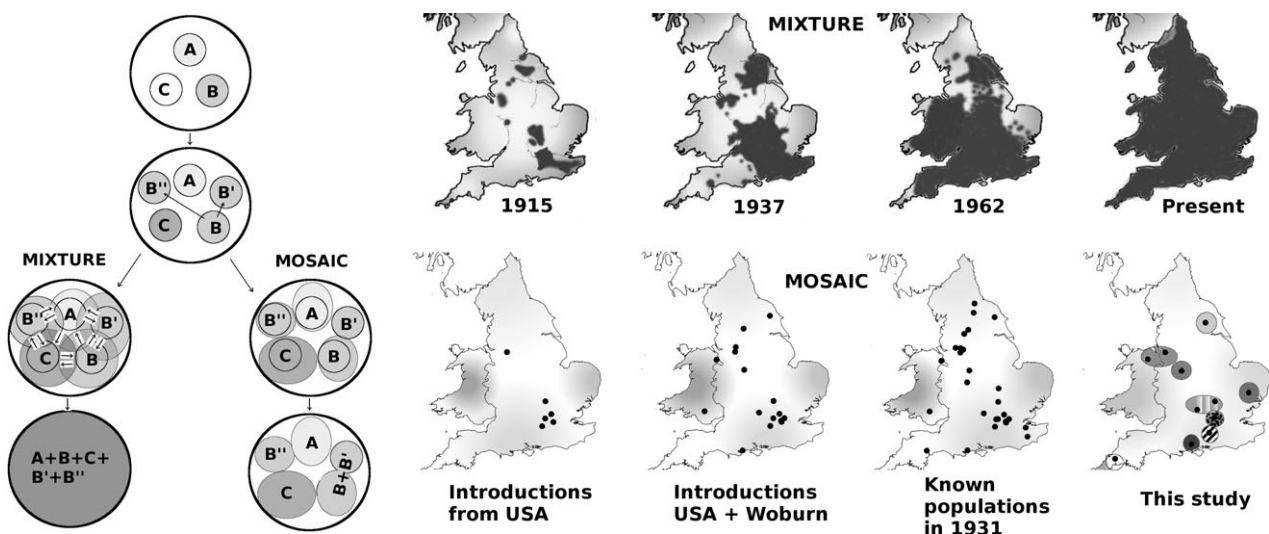 A
C
B
B''
A
B'
C
B
MIXTURE
MOSAIC
B''
A
B'
C
B
B''
A
B'
C
B
A+B+C+
B'+B''
A
B''
C
B+B'
MIXTURE
1915
1937
1962
Present
MOSAIC
Introductions
from USA
Introductions
USA + Woburn
Known
populations
in 1931
This study